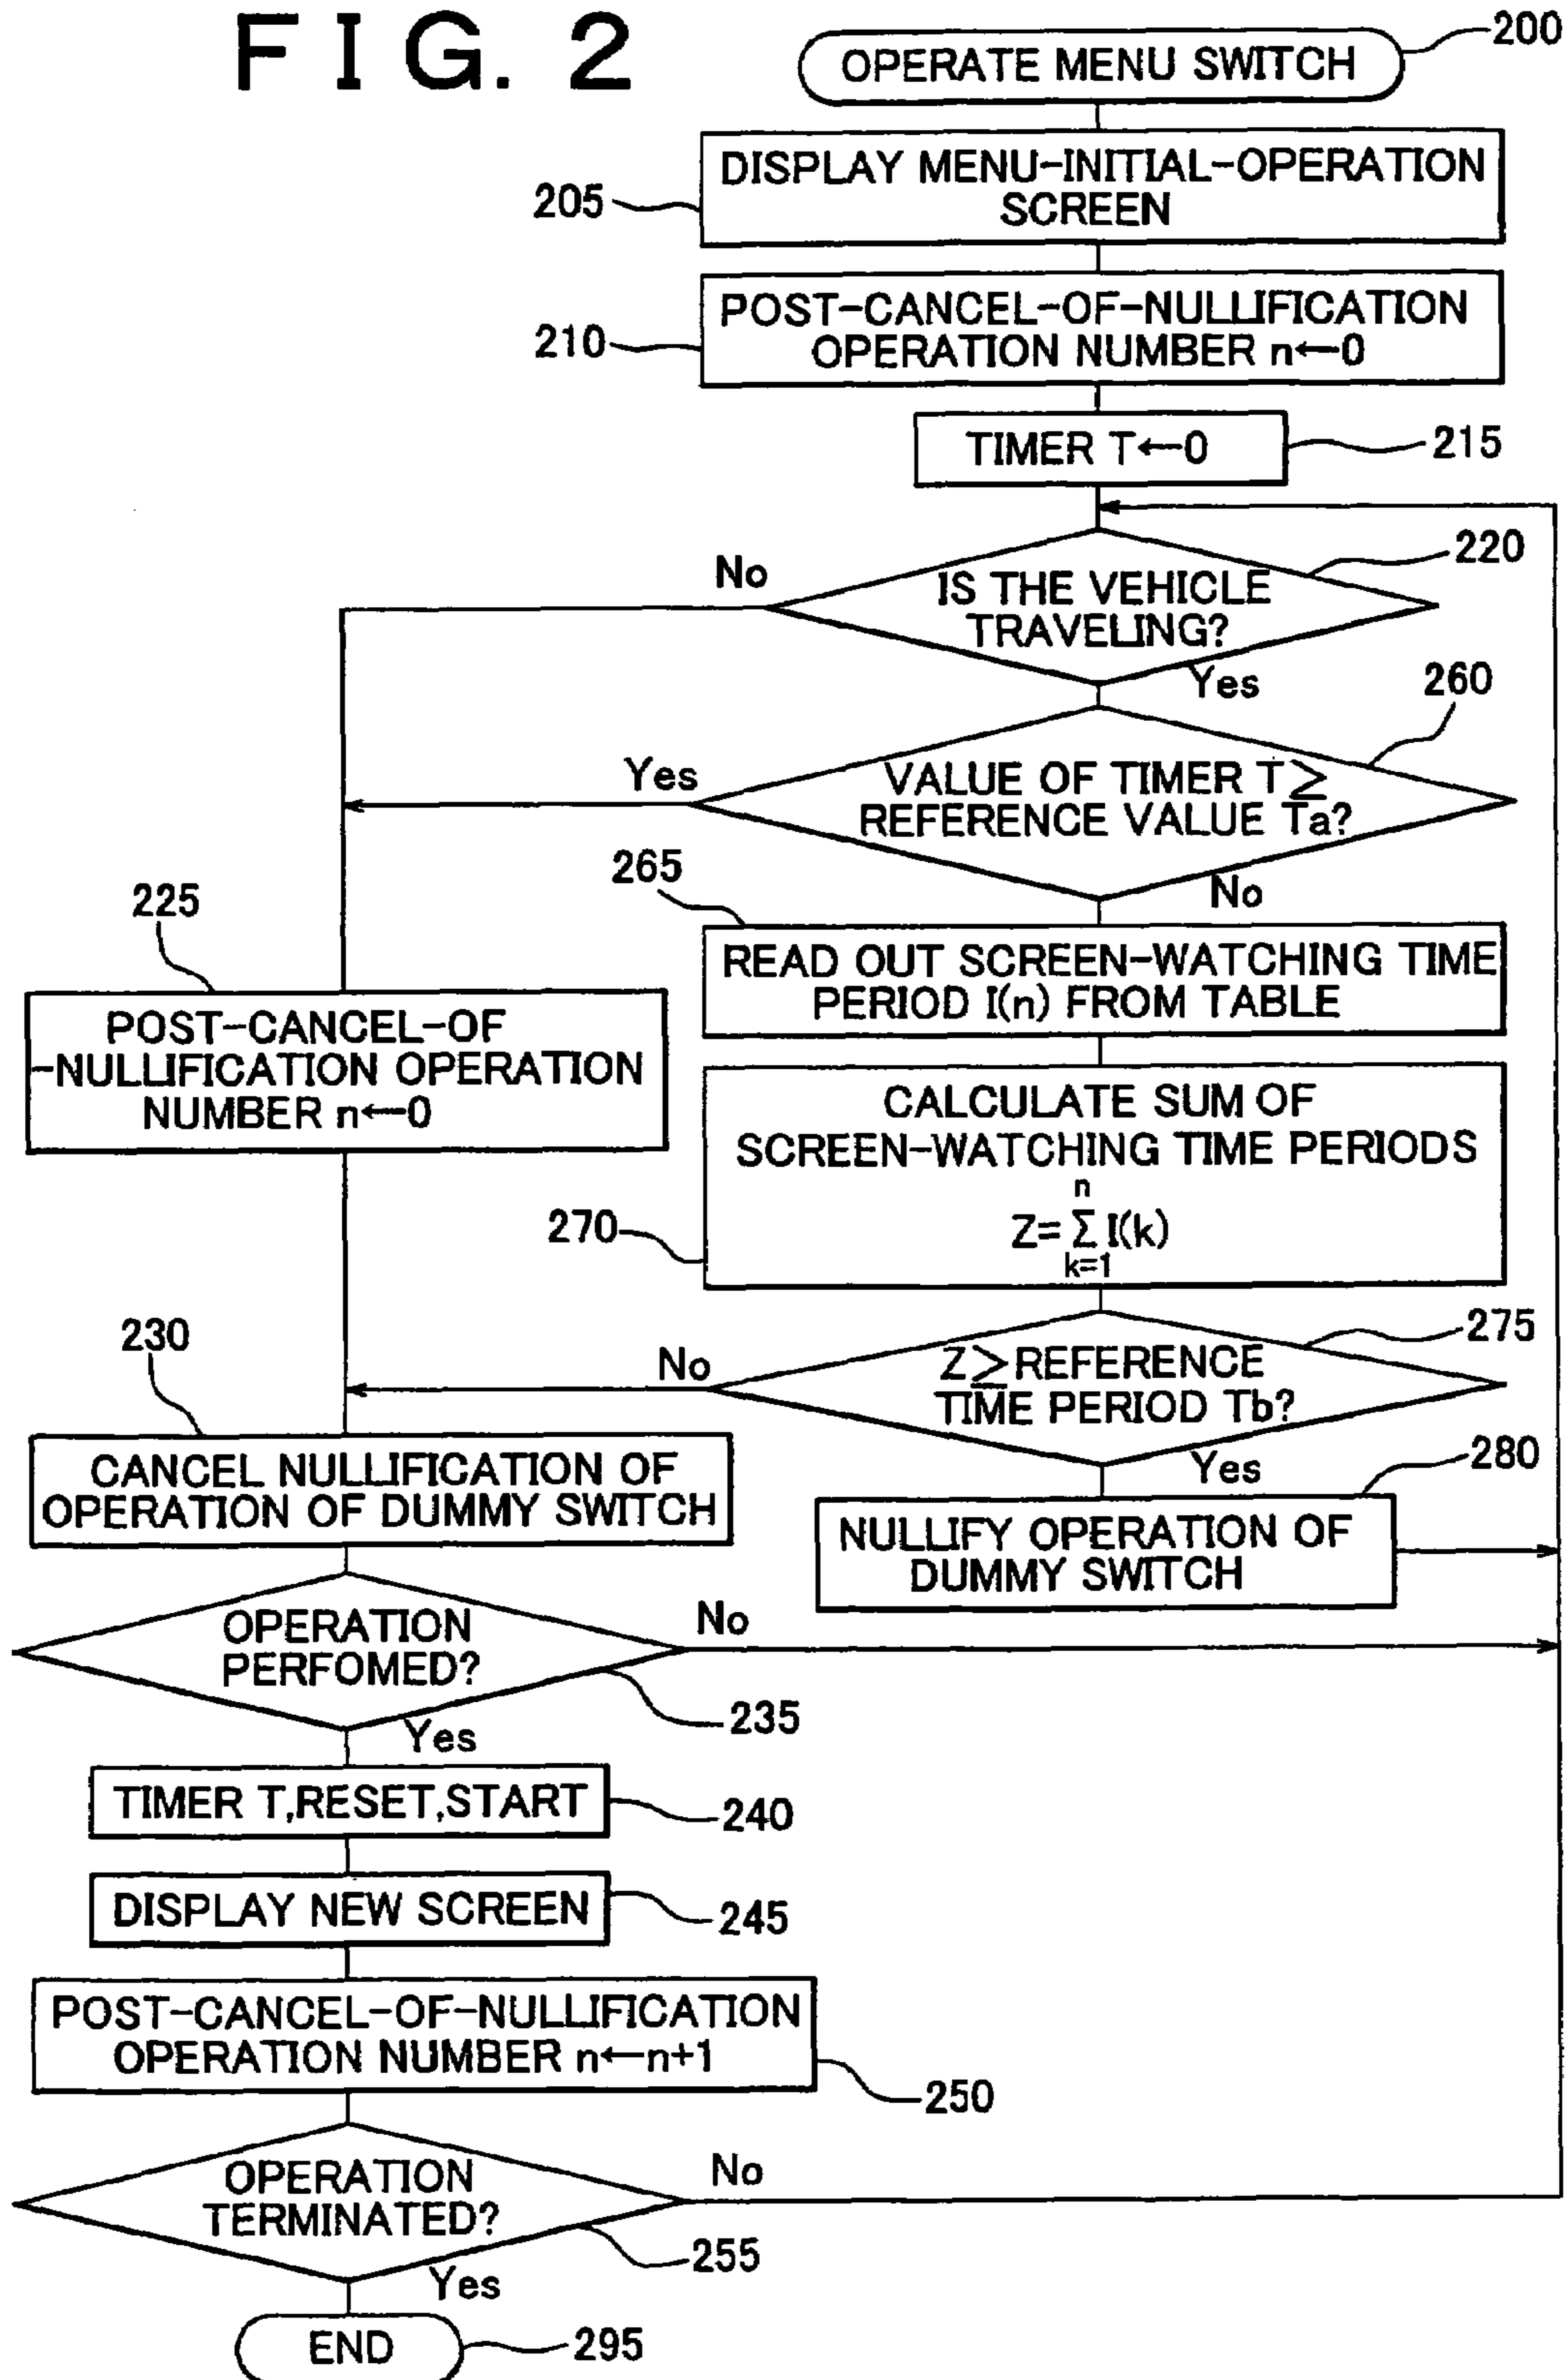 FIG. 2
OPERATE MENU SWITCH
200
DISPLAY MENU-INITIAL-OPERATION
SCREEN
205
POST-CANCEL-OF-NULLIFICATION
OPERATION NUMBER n←0
210
TIMER T←0
215
220
No
IS THE VEHICLE
TRAVELING?
Yes
260
Yes
VALUE OF TIMER T≥
REFERENCE VALUE Ta?
No
265
READ OUT SCREEN-WATCHING TIME
PERIOD I(n) FROM TABLE
225
POST-CANCEL-OF
-NULLIFICATION OPERATION
NUMBER n←0
CALCULATE SUM OF
SCREEN-WATCHING TIME PERIODS
n
Z=Σ I(k)
k=1
270
275
No
Z≥REFERENCE
TIME PERIOD Tb?
Yes
230
CANCEL NULLIFICATION OF
OPERATION OF DUMMY SWITCH
280
NULLIFY OPERATION OF
DUMMY SWITCH
OPERATION
PERFOMED?
No
235
Yes
TIMER T,RESET,START
240
DISPLAY NEW SCREEN
245
POST-CANCEL-OF-NULLIFICATION
OPERATION NUMBER n←n+1
250
OPERATION
TERMINATED?
No
255
Yes
END
295